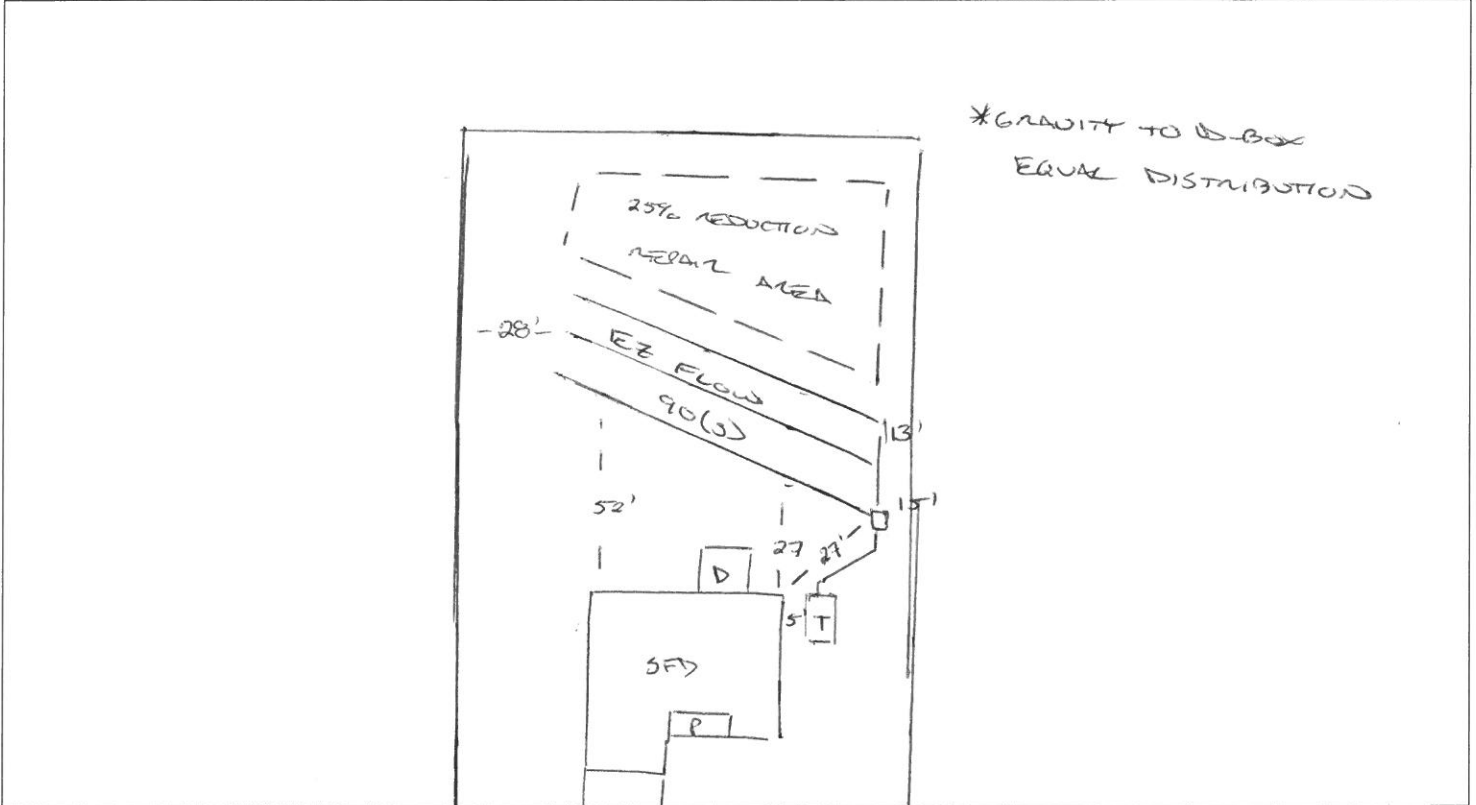 *GRAVITY TO D-BOX
EQUAL DISTRIBUTION
25% REDUCTION
REPAIR AREA
-28'-
EZ FLOW
90(3)
13'
52'
15'
27
27'
D
5'
T
SFD
P